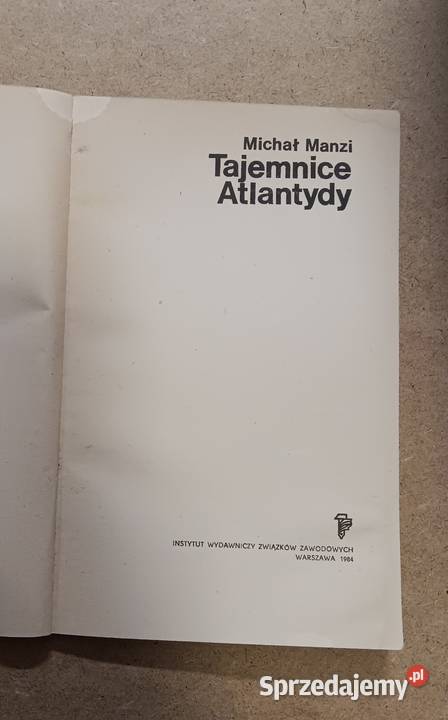 Michał Manzi
Tajemnice
Atlantydy
INSTYTUT WYDAWNICZY ZWIĄZKÓW ZAWODOWYCH
WARSZAWA 1984
Sprzedajemy.pl